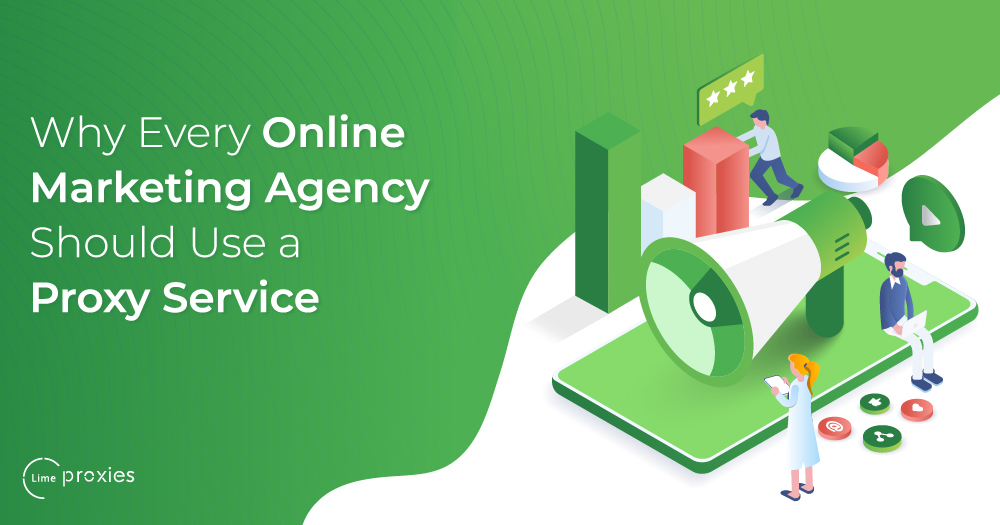 Why Every Online
Marketing Agency
Should Use a
Proxy Service
Lime proxies